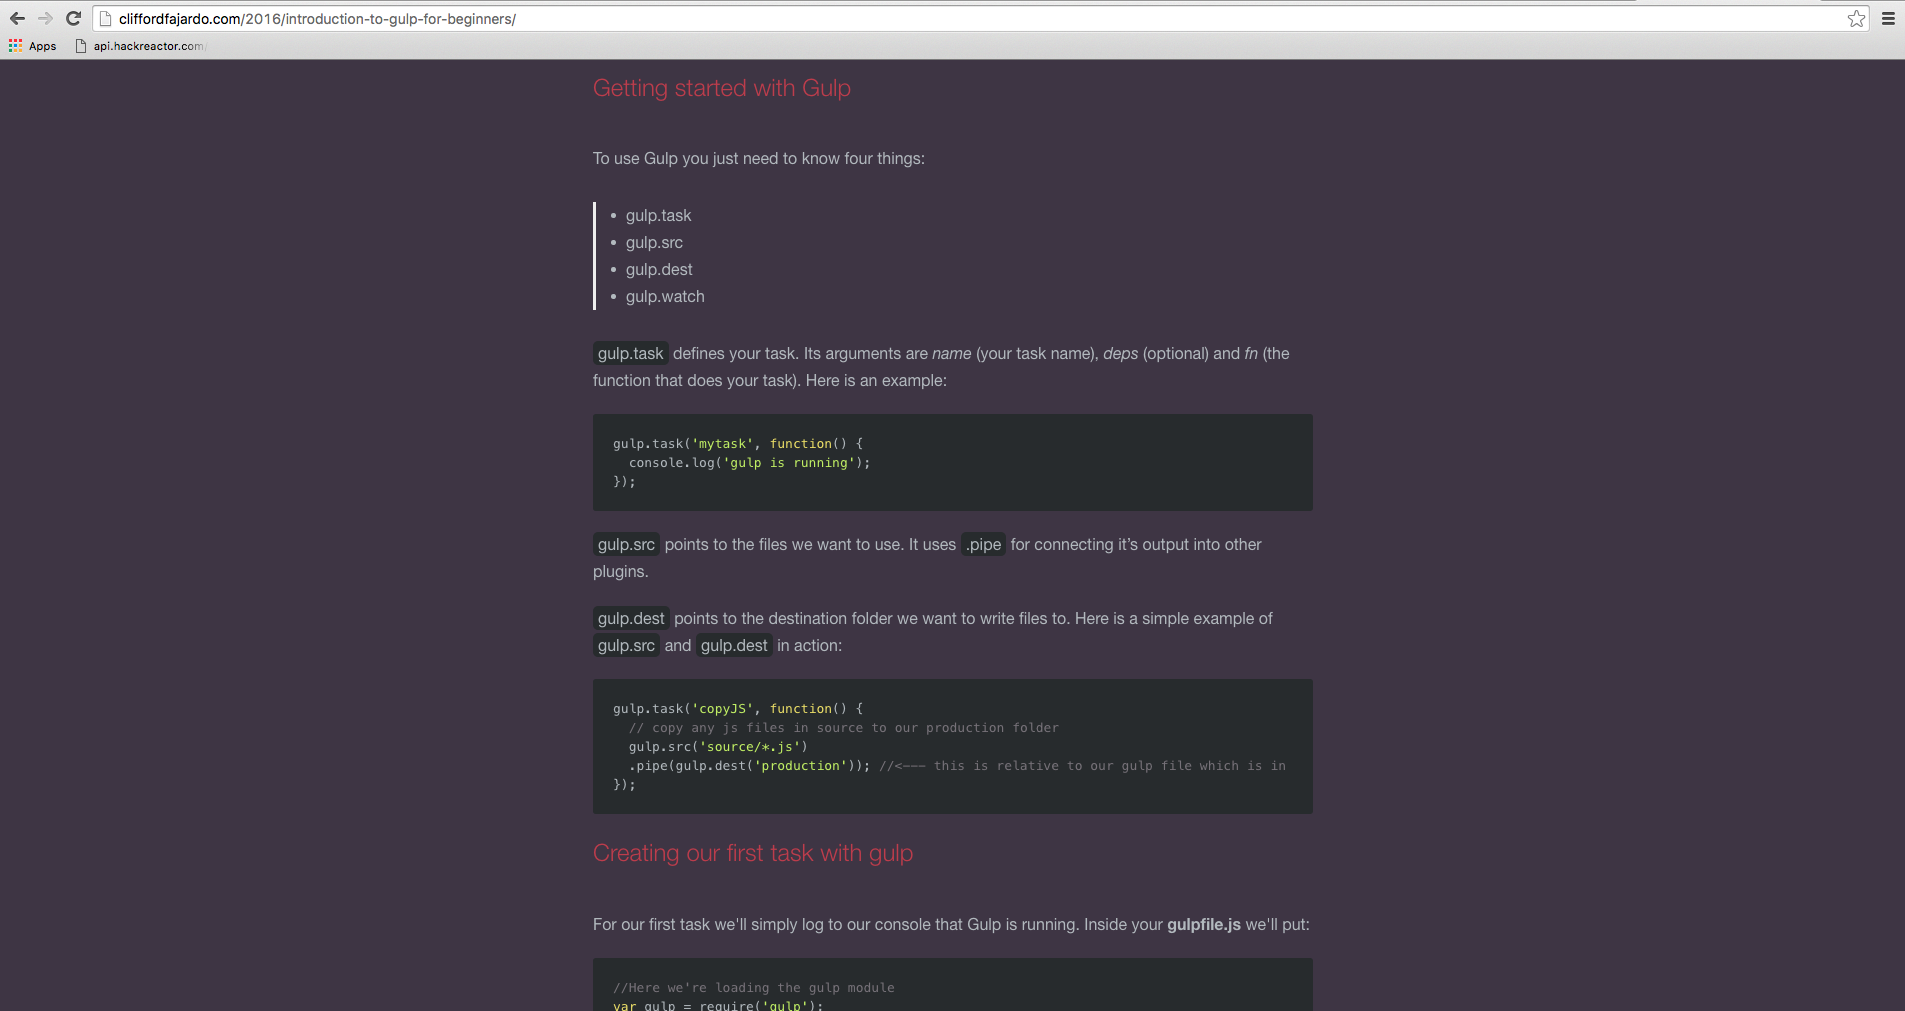 cliffordfajardo.com/2016/introduction-to-gulp-for-beginners/
Apps
api.hackreactor.com
Getting started with Gulp
To use Gulp you just need to know four things:
• gulp.task
• gulp.src
• gulp.dest
• gulp.watch
gulp.task defines your task. Its arguments are name (your task name), deps (optional) and fn (the
function that does your task). Here is an example:
gulp.task('mytask', function() {
  console.log('gulp is running');
});
gulp.src points to the files we want to use. It uses .pipe for connecting it’s output into other
plugins.
gulp.dest points to the destination folder we want to write files to. Here is a simple example of
gulp.src and gulp.dest in action:
gulp.task('copyJS', function() {
  // copy any js files in source to our production folder
  gulp.src('source/*.js')
  .pipe(gulp.dest('production')); //<--- this is relative to our gulp file which is in
});
Creating our first task with gulp
For our first task we'll simply log to our console that Gulp is running. Inside your gulpfile.js we'll put:
//Here we're loading the gulp module
var gulp = require('gulp');